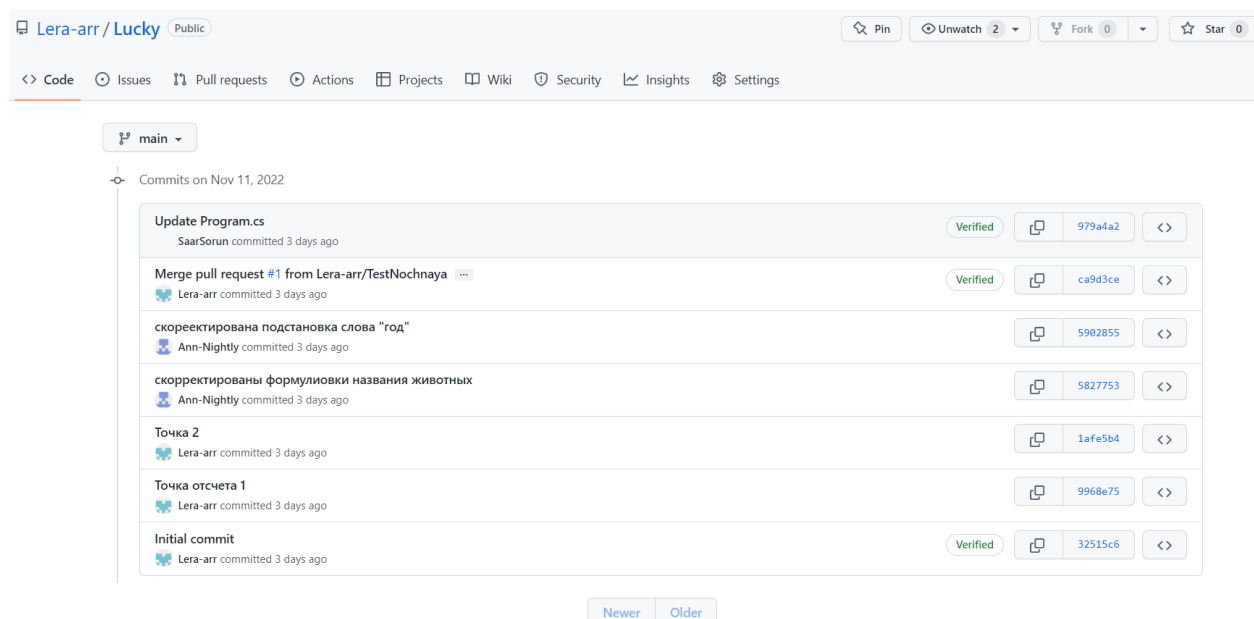 Lera-arr / Lucky Public Pin Unwatch 2 Fork 0 Star 0
<> Code Issues Pull requests Actions Projects Wiki Security Insights Settings
main
Commits on Nov 11, 2022
Update Program.cs
SaarSorun committed 3 days ago
Verified 979a4a2 <>
Merge pull request #1 from Lera-arr/TestNochnaya ...
Lera-arr committed 3 days ago
Verified ca9d3ce <>
скореектирована подстановка слова "год"
Ann-Nightly committed 3 days ago
5902855 <>
скорректированы формулиовки названия животных
Ann-Nightly committed 3 days ago
5827753 <>
Точка 2
Lera-arr committed 3 days ago
1afe5b4 <>
Точка отсчета 1
Lera-arr committed 3 days ago
9968e75 <>
Initial commit
Lera-arr committed 3 days ago
Verified 32515c6 <>
Newer Older